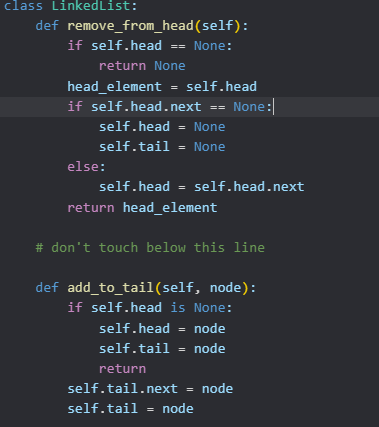 class LinkedList:
    def remove_from_head(self):
        if self.head == None:
            return None
        head_element = self.head
        if self.head.next == None:
            self.head = None
            self.tail = None
        else:
            self.head = self.head.next
        return head_element

    # don't touch below this line

    def add_to_tail(self, node):
        if self.head is None:
            self.head = node
            self.tail = node
            return
        self.tail.next = node
        self.tail = node